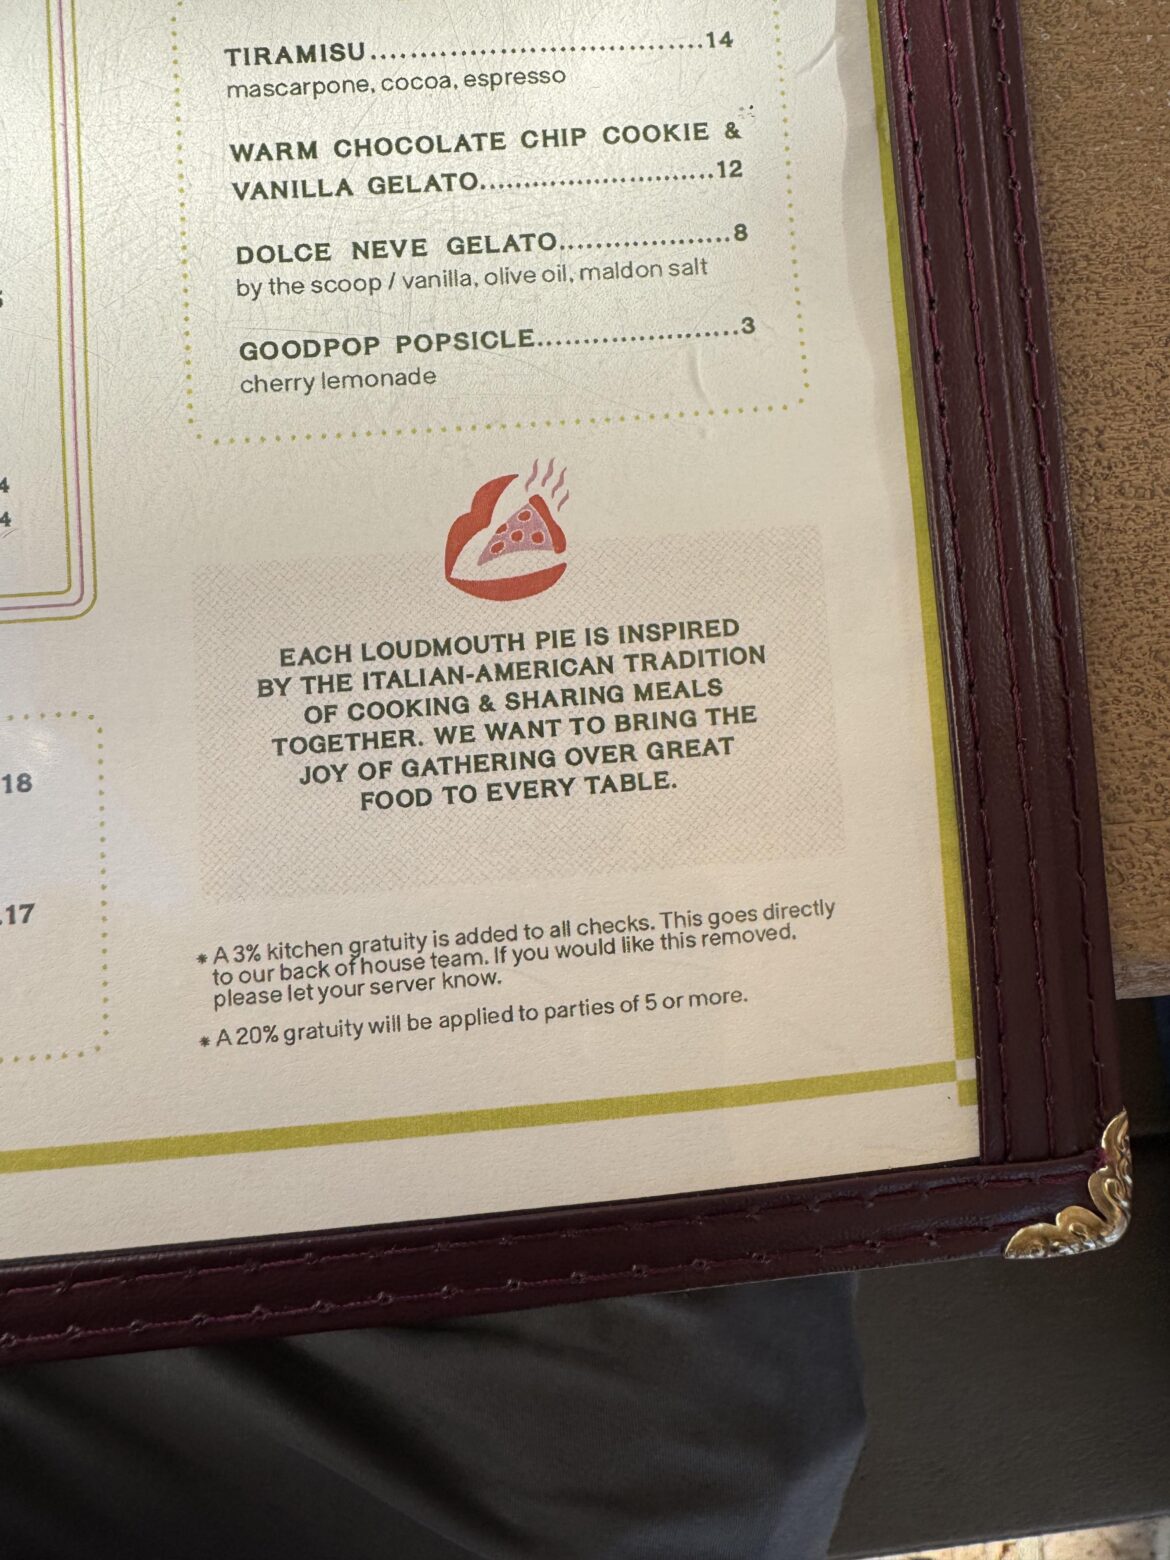 TIRAMISU....................................14
mascarpone, cocoa, espresso
WARM CHOCOLATE CHIP COOKIE &
VANILLA GELATO..........................12
DOLCE NEVE GELATO...................8
by the scoop / vanilla, olive oil, maldon salt
GOODPOP POPSICLE.......................3
cherry lemonade
4
4
EACH LOUDMOUTH PIE IS INSPIRED
BY THE ITALIAN-AMERICAN TRADITION
OF COOKING & SHARING MEALS
TOGETHER. WE WANT TO BRING THE
JOY OF GATHERING OVER GREAT
FOOD TO EVERY TABLE.
18
.17
* A 3% kitchen gratuity is added to all checks. This goes directly
to our back of house team. If you would like this removed,
please let your server know.
* A 20% gratuity will be applied to parties of 5 or more.